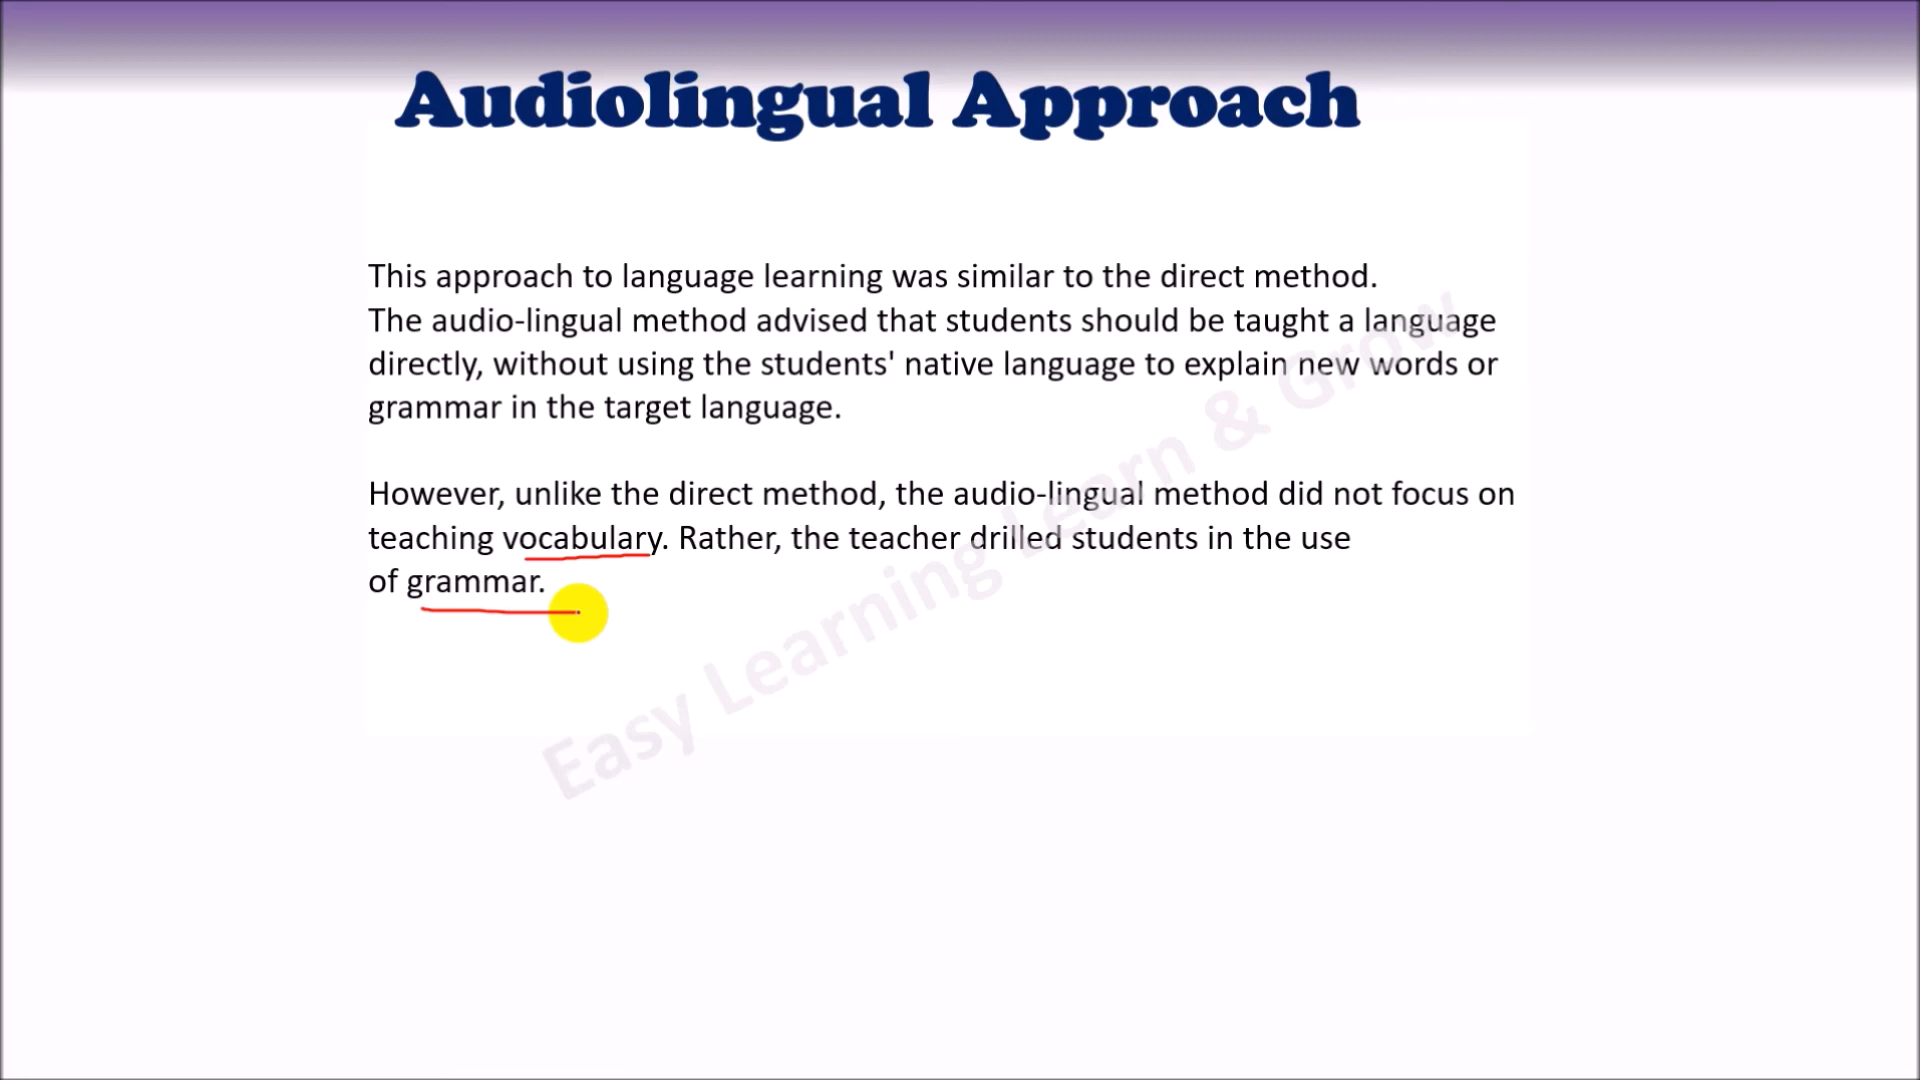 Audiolingual Approach
This approach to language learning was similar to the direct method.
The audio-lingual method advised that students should be taught a language
directly, without using the students' native language to explain new words or
grammar in the target language.
However, unlike the direct method, the audio-lingual method did not focus on
teaching vocabulary. Rather, the teacher drilled students in the use
of grammar.
Easy Learning Learn & Grow